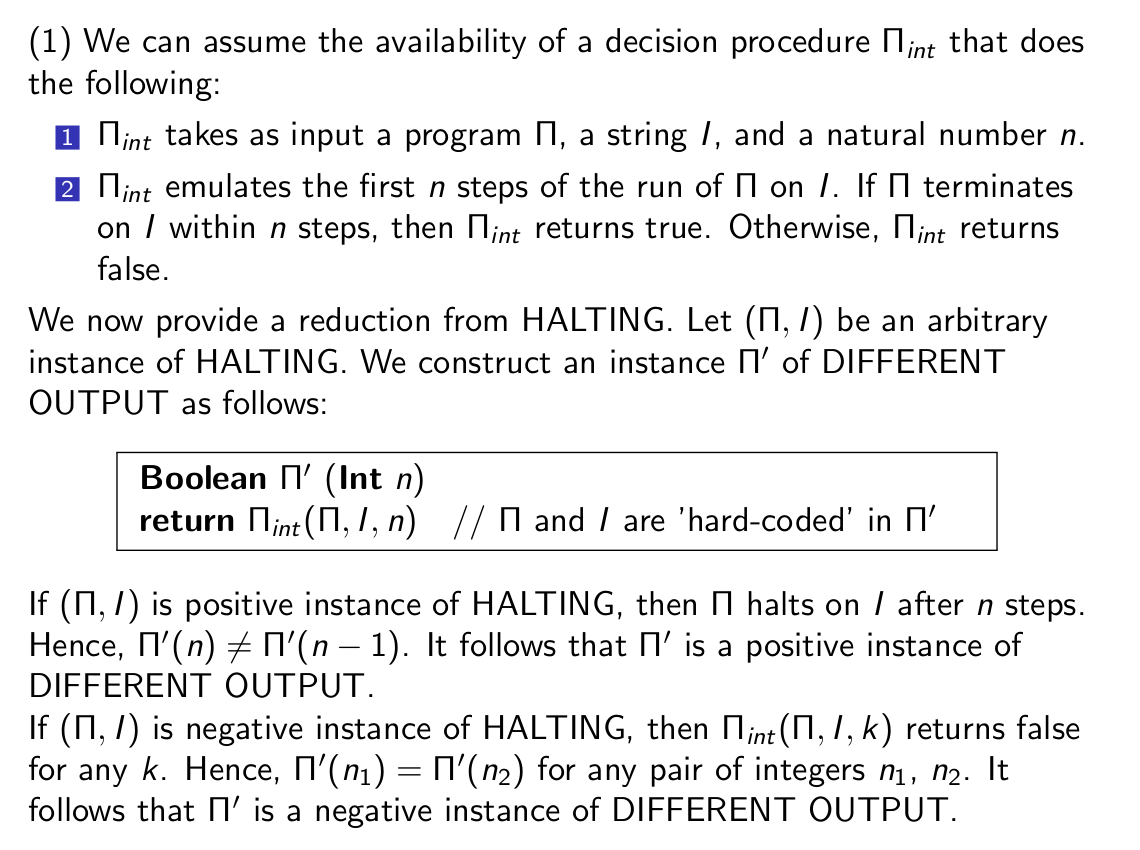 (1) We can assume the availability of a decision procedure Π_int that does
the following:
1 Π_int takes as input a program Π, a string I, and a natural number n.
2 Π_int emulates the first n steps of the run of Π on I. If Π terminates
on I within n steps, then Π_int returns true. Otherwise, Π_int returns
false.
We now provide a reduction from HALTING. Let (Π, I) be an arbitrary
instance of HALTING. We construct an instance Π′ of DIFFERENT
OUTPUT as follows:
Boolean Π′ (Int n)
return Π_int(Π, I, n) // Π and I are 'hard-coded' in Π′
If (Π, I) is positive instance of HALTING, then Π halts on I after n steps.
Hence, Π′(n) ≠ Π′(n − 1). It follows that Π′ is a positive instance of
DIFFERENT OUTPUT.
If (Π, I) is negative instance of HALTING, then Π_int(Π, I, k) returns false
for any k. Hence, Π′(n₁) = Π′(n₂) for any pair of integers n₁, n₂. It
follows that Π′ is a negative instance of DIFFERENT OUTPUT.